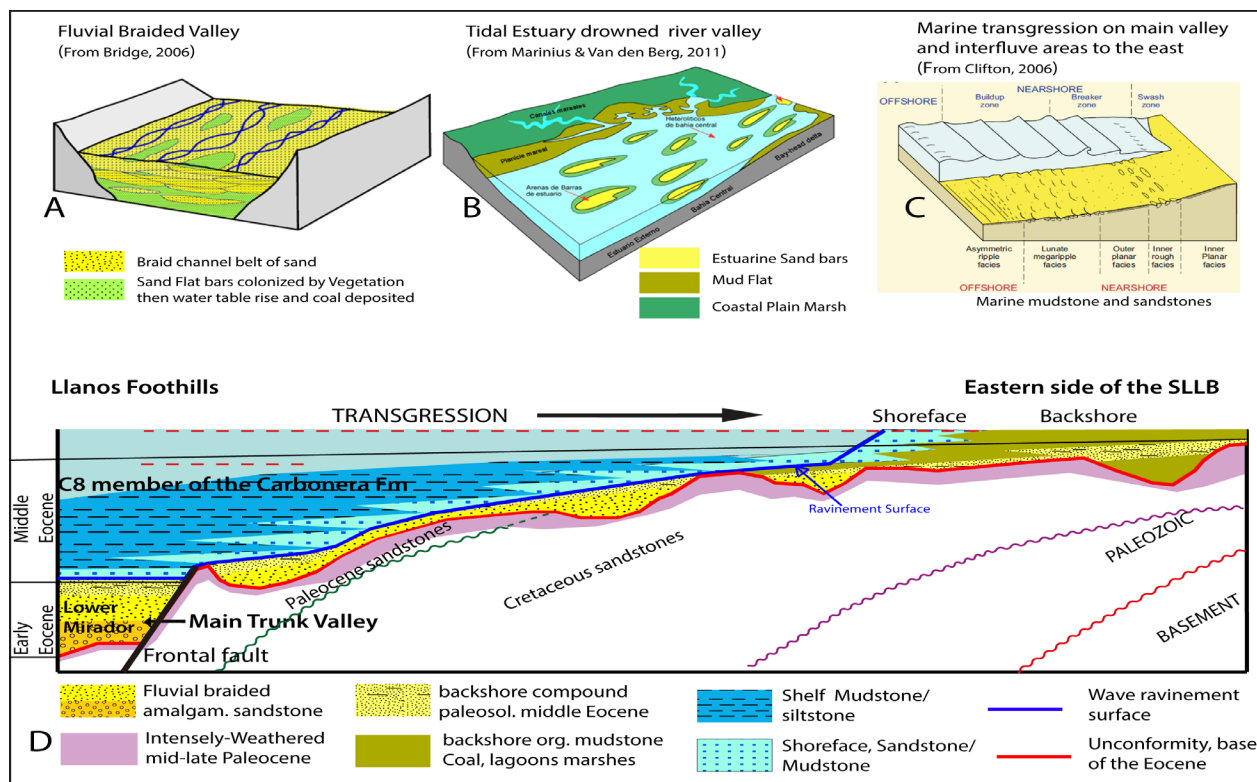 Fluvial Braided Valley
(From Bridge, 2006)
A
Braid channel belt of sand
Sand Flat bars colonized by Vegetation
then water table rise and coal deposited
Tidal Estuary drowned river valley
(From Marinius & Van den Berg, 2011)
Canales mareales
Heteroliticos
de bahia central
Planicie mareal
Bay-head delta
Arenas de Barras
de estuario
Bahia Central
Estuario Externo
B
Estuarine Sand bars
Mud Flat
Coastal Plain Marsh
Marine transgression on main valley
and interfluve areas to the east
(From Clifton, 2006)
NEARSHORE
OFFSHORE
Buildup
zone
Breaker
zone
Swash
zone
C
Asymmetric
ripple
facies
Lunate
megaripple
facies
Outer
planar
facies
Inner
rough
facies
Inner
Planar
facies
OFFSHORE
NEARSHORE
Marine mudstone and sandstones
Llanos Foothills
Eastern side of the SLLB
TRANSGRESSION
Shoreface
Backshore
Middle
Eocene
C8 member of the Carbonera Fm
Ravinement Surface
Paleocene sandstones
Cretaceous sandstones
PALEOZOIC
BASEMENT
Early
Eocene
Lower
Mirador
Main Trunk Valley
Frontal fault
D
Fluvial braided
amalgam. sandstone
Intensely-Weathered
mid-late Paleocene
backshore compound
paleosol. middle Eocene
backshore org. mudstone
Coal, lagoons marshes
Shelf Mudstone/
siltstone
Shoreface, Sandstone/
Mudstone
Wave ravinement
surface
Unconformity, base
of the Eocene